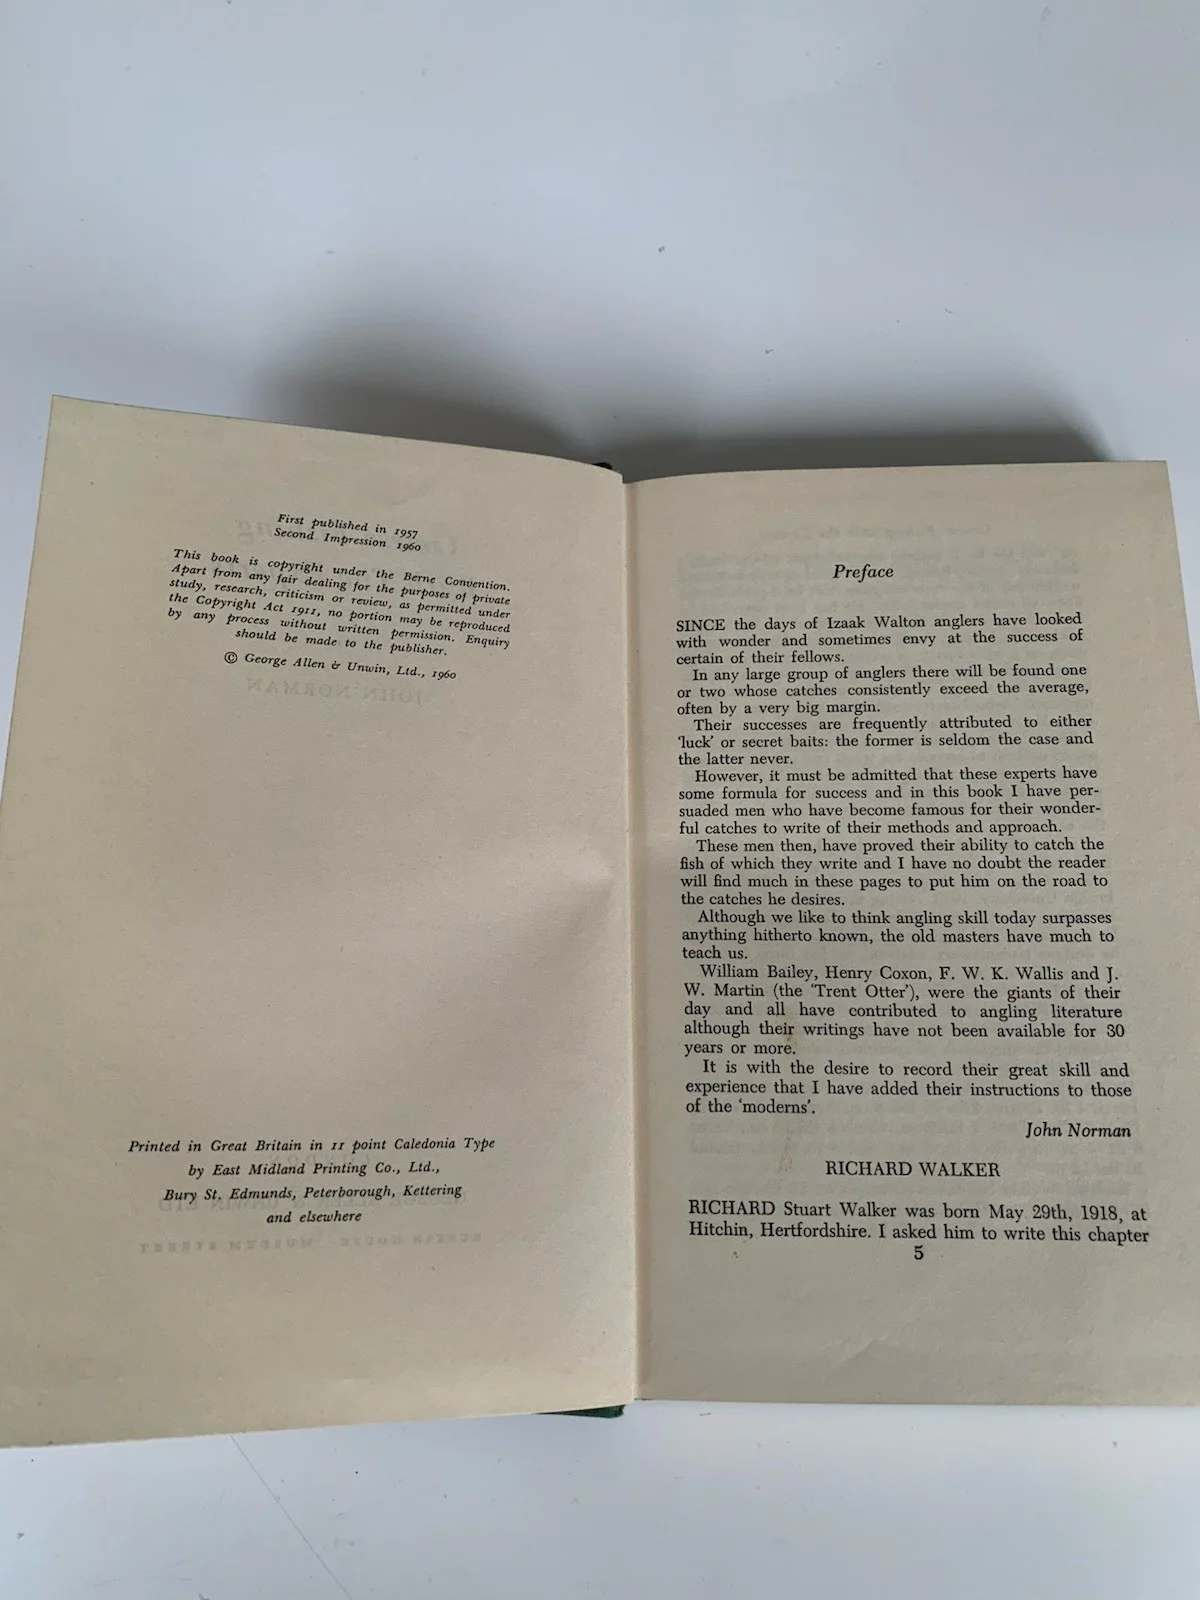 First published in 1957
Second Impression 1960
This book is copyright under the Berne Convention.
Apart from any fair dealing for the purposes of private
study, research, criticism or review, as permitted under
the Copyright Act 1911, no portion may be reproduced
by any process without written permission. Enquiry
should be made to the publisher.
© George Allen & Unwin, Ltd., 1960
Printed in Great Britain in 11 point Caledonia Type
by East Midland Printing Co., Ltd.,
Bury St. Edmunds, Peterborough, Kettering
and elsewhere
Preface
SINCE the days of Izaak Walton anglers have looked
with wonder and sometimes envy at the success of
certain of their fellows.
In any large group of anglers there will be found one
or two whose catches consistently exceed the average,
often by a very big margin.
Their successes are frequently attributed to either
'luck' or secret baits: the former is seldom the case and
the latter never.
However, it must be admitted that these experts have
some formula for success and in this book I have per-
suaded men who have become famous for their wonder-
ful catches to write of their methods and approach.
These men then, have proved their ability to catch the
fish of which they write and I have no doubt the reader
will find much in these pages to put him on the road to
the catches he desires.
Although we like to think angling skill today surpasses
anything hitherto known, the old masters have much to
teach us.
William Bailey, Henry Coxon, F. W. K. Wallis and J.
W. Martin (the 'Trent Otter'), were the giants of their
day and all have contributed to angling literature
although their writings have not been available for 30
years or more.
It is with the desire to record their great skill and
experience that I have added their instructions to those
of the 'moderns'.
John Norman
RICHARD WALKER
RICHARD Stuart Walker was born May 29th, 1918, at
Hitchin, Hertfordshire. I asked him to write this chapter
5